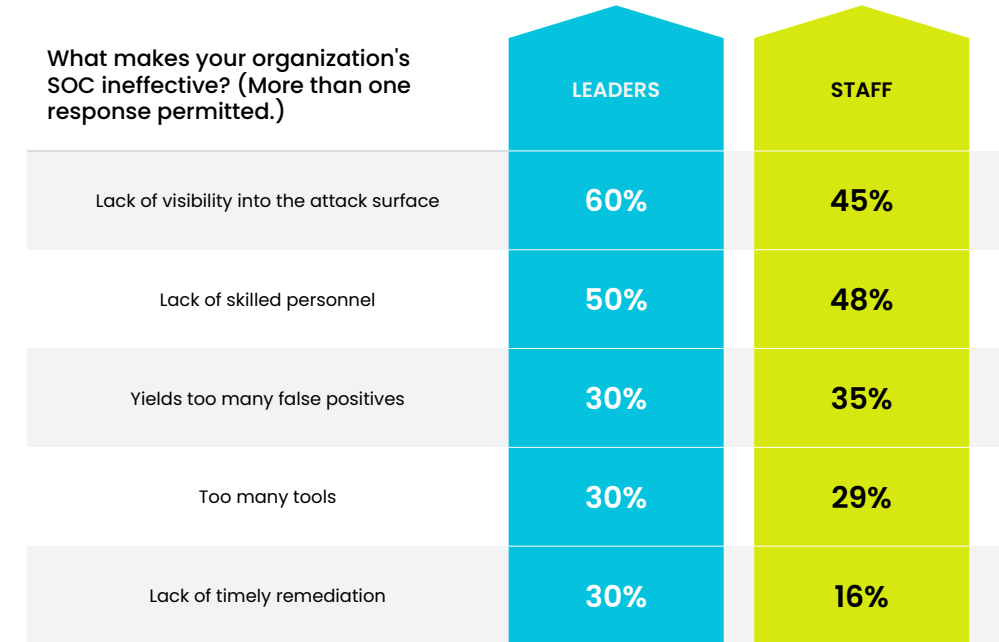 What makes your organization's
SOC ineffective? (More than one
response permitted.)
LEADERS
STAFF
Lack of visibility into the attack surface
60%
45%
Lack of skilled personnel
50%
48%
Yields too many false positives
30%
35%
Too many tools
30%
29%
Lack of timely remediation
30%
16%